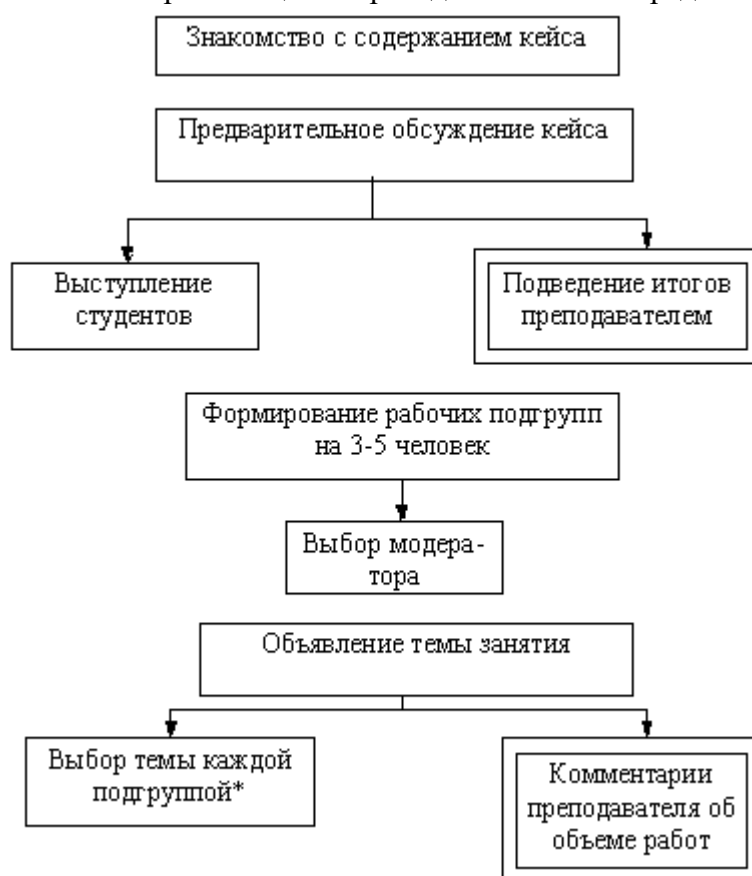 Знакомство с содержанием кейса
Предварительное обсуждение кейса
Выступление
студентов
Подведение итогов
преподавателем
Формирование рабочих подгрупп
на 3-5 человек
Выбор модера-
тора
Объявление темы занятия
Выбор темы каждой
подгруппой*
Комментарии
преподавателя об
объеме работ